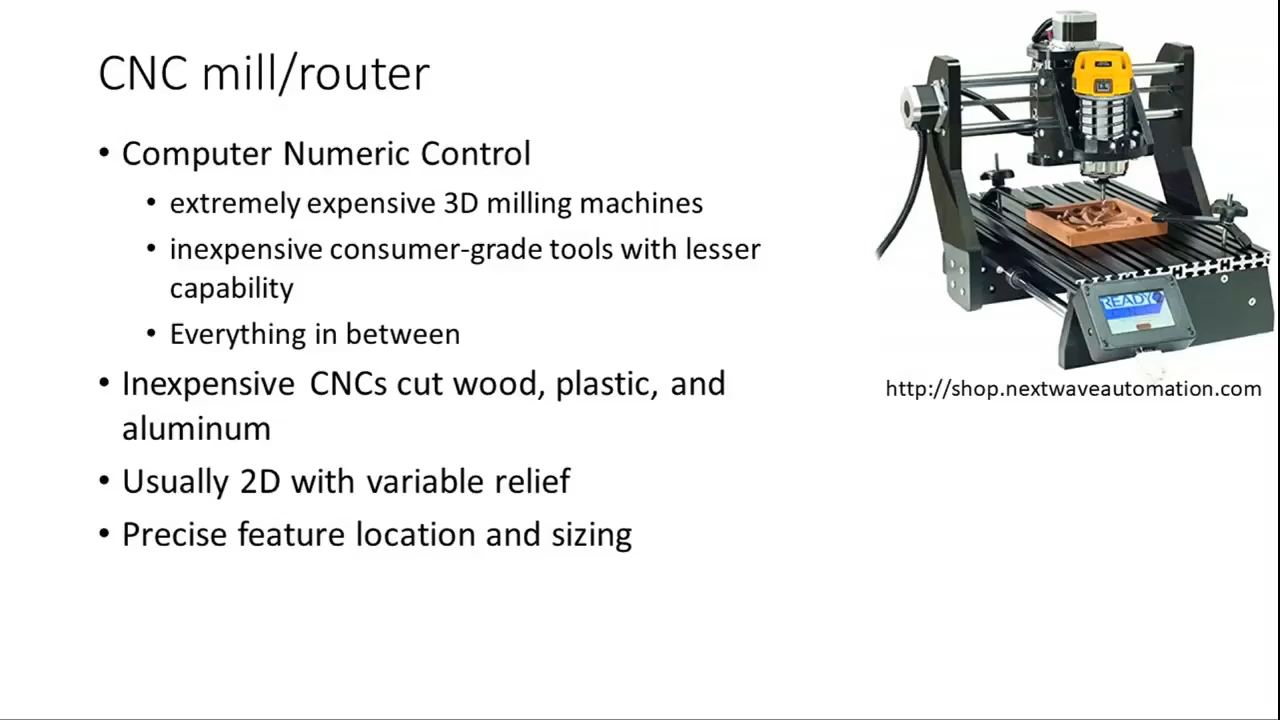 CNC mill/router
• Computer Numeric Control
• extremely expensive 3D milling machines
• inexpensive consumer-grade tools with lesser
capability
• Everything in between
• Inexpensive CNCs cut wood, plastic, and
aluminum
• Usually 2D with variable relief
• Precise feature location and sizing
READY
http://shop.nextwaveautomation.com